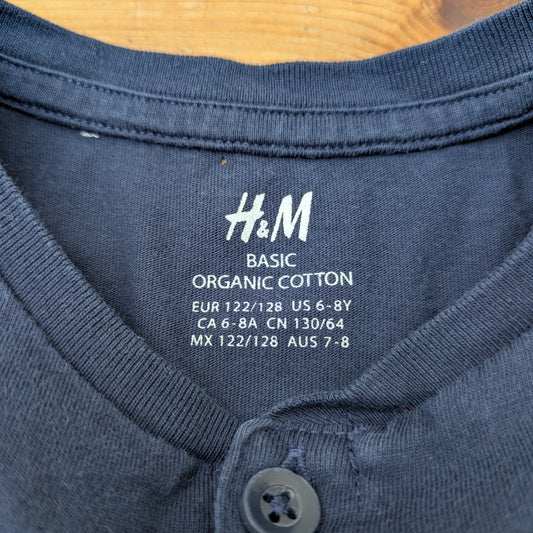 H&M
BASIC
ORGANIC COTTON
EUR 122/128 US 6-8Y
CA 6-8A CN 130/64
MX 122/128 AUS 7-8